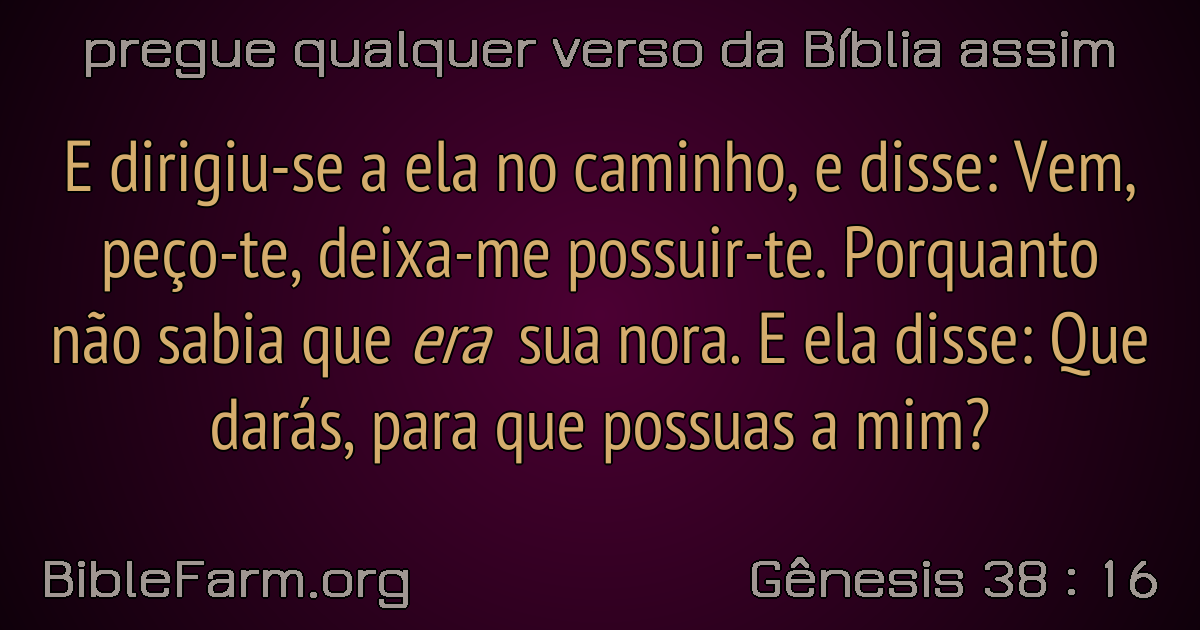 pregue qualquer verso da Bíblia assim
E dirigiu-se a ela no caminho, e disse: Vem,
peço-te, deixa-me possuir-te. Porquanto
não sabia que era sua nora. E ela disse: Que
darás, para que possuas a mim?
BibleFarm.org
Gênesis 38 : 16